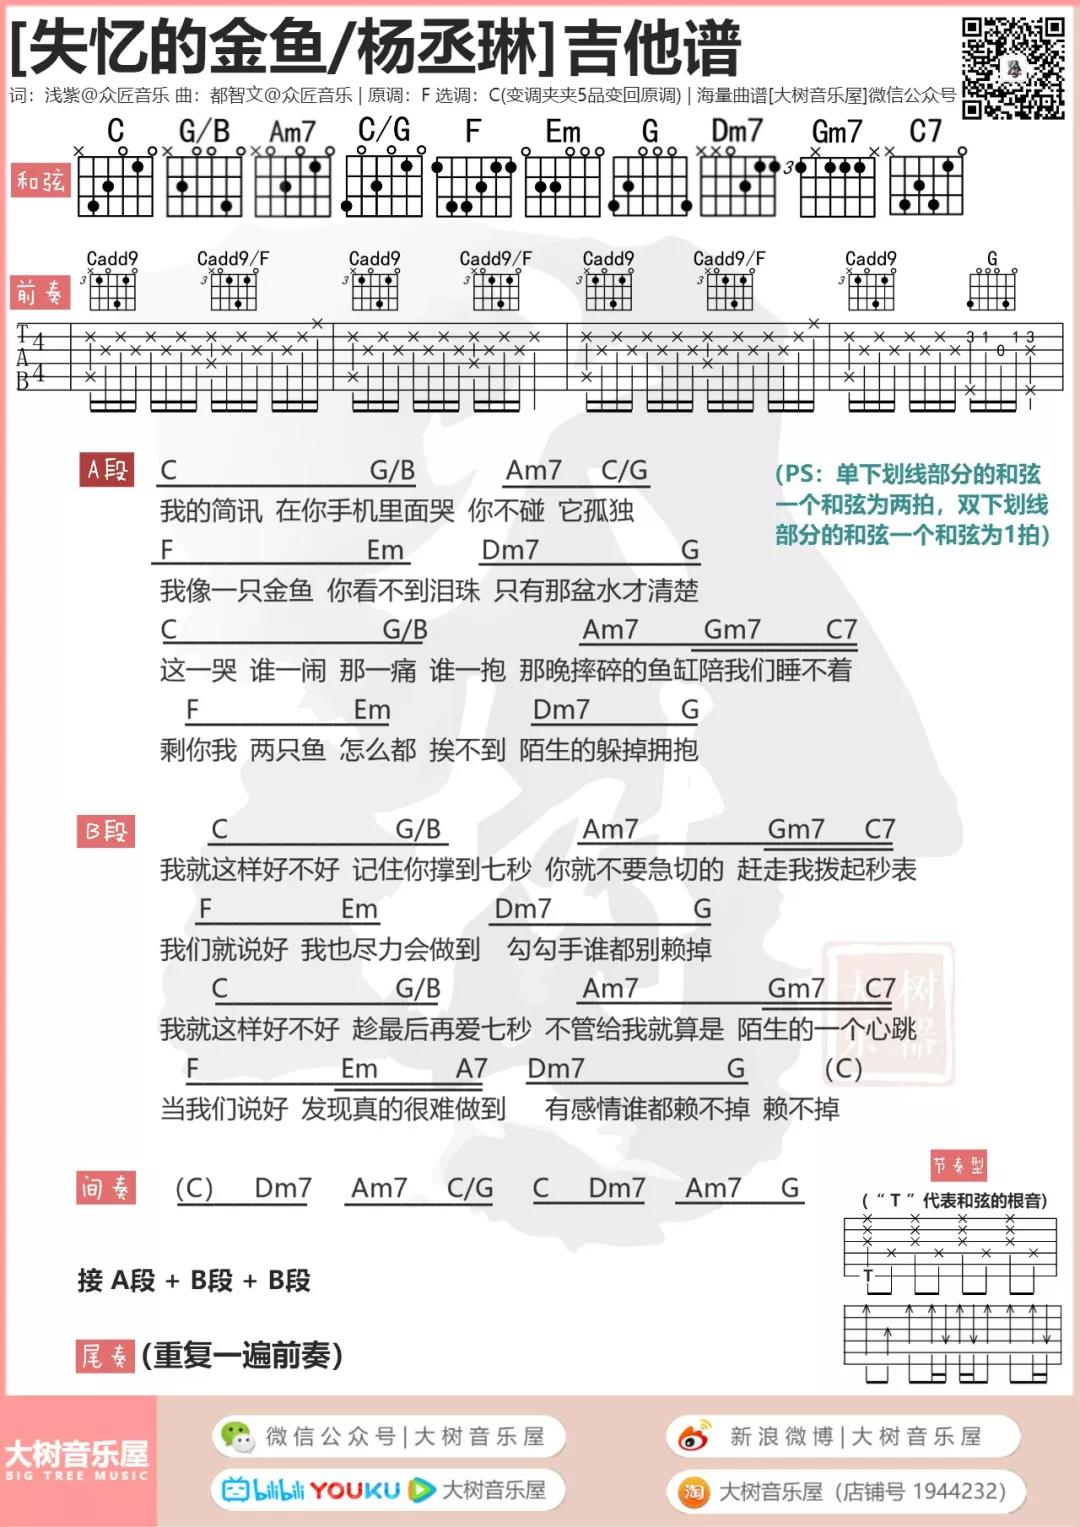 [失忆的金鱼/杨丞琳]吉他谱
词：浅紫@众匠音乐 曲：都智文@众匠音乐 | 原调：F 选调：C(变调夹夹5品变回原调) | 海量曲谱[大树音乐屋]微信公众号
C G/B Am7 C/G F Em G Dm7 Gm7 C7
和弦
3
Cadd9 Cadd9/F Cadd9 Cadd9/F Cadd9 Cadd9/F Cadd9 G
3 3 3 3
前奏
T A B 4 4
3 1 0 1 3
A段
C G/B Am7 C/G
我的简讯 在你手机里面哭 你不碰 它孤独
(PS：单下划线部分的和弦
一个和弦为两拍，双下划线
部分的和弦一个和弦为1拍)
F Em Dm7 G
我像一只金鱼 你看不到泪珠 只有那盆水才清楚
C G/B Am7 Gm7 C7
这一哭 谁一闹 那一痛 谁一抱 那晚摔碎的鱼缸陪我们睡不着
F Em Dm7 G
剩你我 两只鱼 怎么都 挨不到 陌生的躲掉拥抱
B段
C G/B Am7 Gm7 C7
我就这样好不好 记住你撑到七秒 你就不要急切的 赶走我拨起秒表
F Em Dm7 G
我们就说好 我也尽力会做到 勾勾手谁都别赖掉
C G/B Am7 Gm7 C7
我就这样好不好 趁最后再爱七秒 不管给我就算是 陌生的一个心跳
F Em A7 Dm7 G (C)
当我们说好 发现真的很难做到 有感情谁都赖不掉 赖不掉
间奏
(C) Dm7 Am7 C/G C Dm7 Am7 G
节奏型
(“T”代表和弦的根音)
T
接 A段 + B段 + B段
尾奏
(重复一遍前奏)
大树音乐屋
BIG TREE MUSIC
微信公众号|大树音乐屋
新浪微博|大树音乐屋
bilibili YOUKU 大树音乐屋
淘 大树音乐屋（店铺号 1944232）